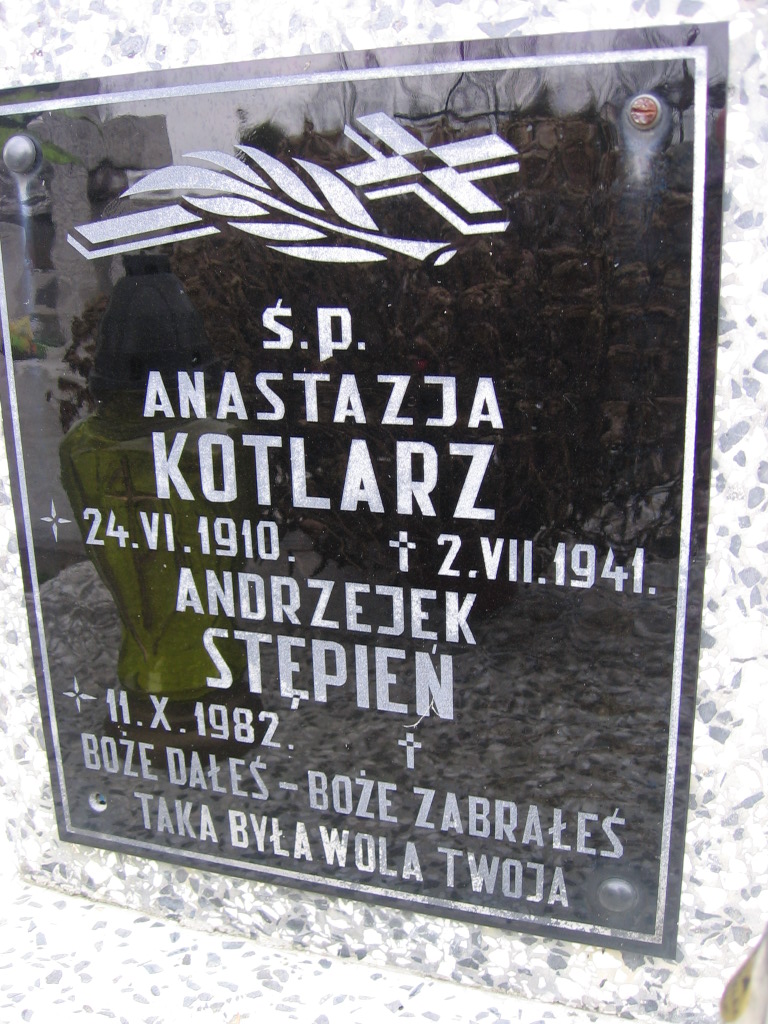 ś.p.
ANASTAZJA
KOTLARZ
24.VI.1910. 2.VII.1941.
ANDRZEJEK
STĘPIEŃ
11.X.1982.
BOŻE DAŁEŚ – BOŻE ZABRAŁEŚ
TAKA BYŁA WOLA TWOJA